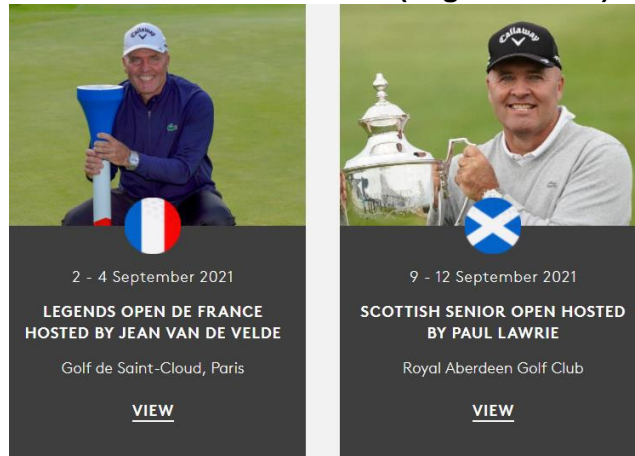 Callaway
2 - 4 September 2021
LEGENDS OPEN DE FRANCE
HOSTED BY JEAN VAN DE VELDE
Golf de Saint-Cloud, Paris
VIEW
Callaway
9 - 12 September 2021
SCOTTISH SENIOR OPEN HOSTED
BY PAUL LAWRIE
Royal Aberdeen Golf Club
VIEW